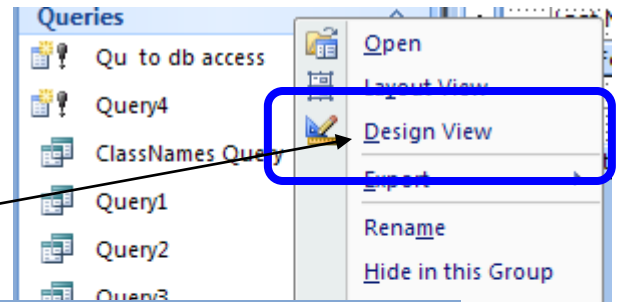 Queries
Qu to db access
Query4
ClassNames Query
Query1
Query2
Query3
Open
Layout View
Design View
Export
Rename
Hide in this Group